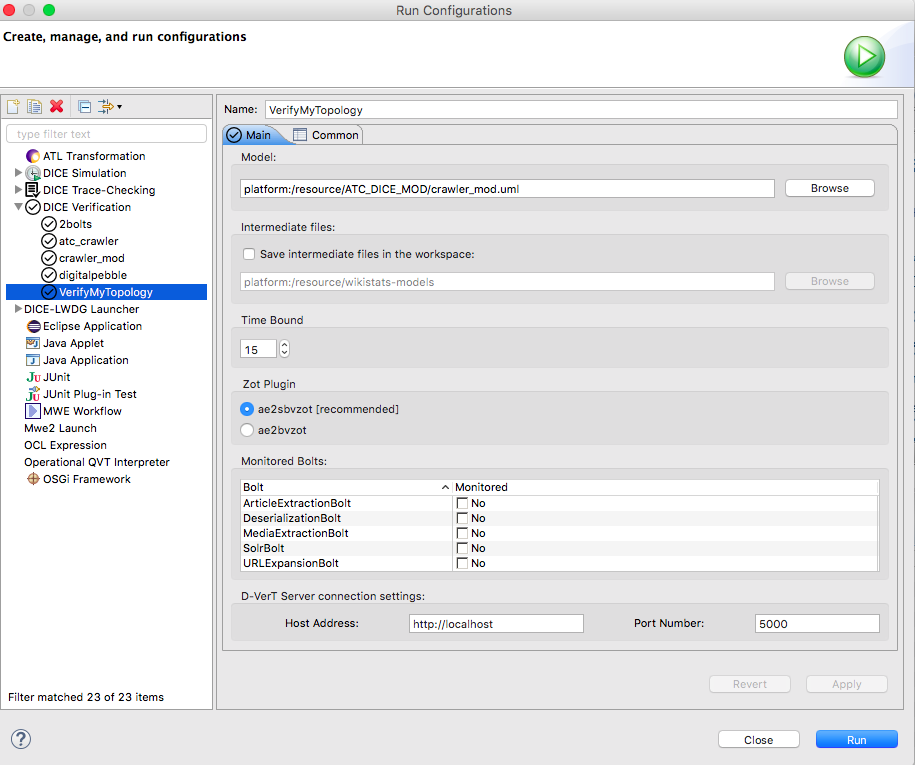 Run Configurations
Create, manage, and run configurations
type filter text
ATL Transformation
DICE Simulation
DICE Trace-Checking
DICE Verification
2bolts
atc_crawler
crawler_mod
digitalpebble
VerifyMyTopology
DICE-LWDG Launcher
Eclipse Application
Java Applet
Java Application
JUnit
JUnit Plug-in Test
MWE Workflow
Mwe2 Launch
OCL Expression
Operational QVT Interpreter
OSGi Framework
Filter matched 23 of 23 items
Name: VerifyMyTopology
Main Common
Model:
platform:/resource/ATC_DICE_MOD/crawler_mod.uml Browse
Intermediate files:
Save intermediate files in the workspace:
platform:/resource/wikistats-models Browse
Time Bound
15
Zot Plugin
ae2sbvzot [recommended]
ae2bvzot
Monitored Bolts:
Bolt Monitored
ArticleExtractionBolt No
DeserializationBolt No
MediaExtractionBolt No
SolrBolt No
URLExpansionBolt No
D-VerT Server connection settings:
Host Address: http://localhost Port Number: 5000
Revert Apply
? Close Run